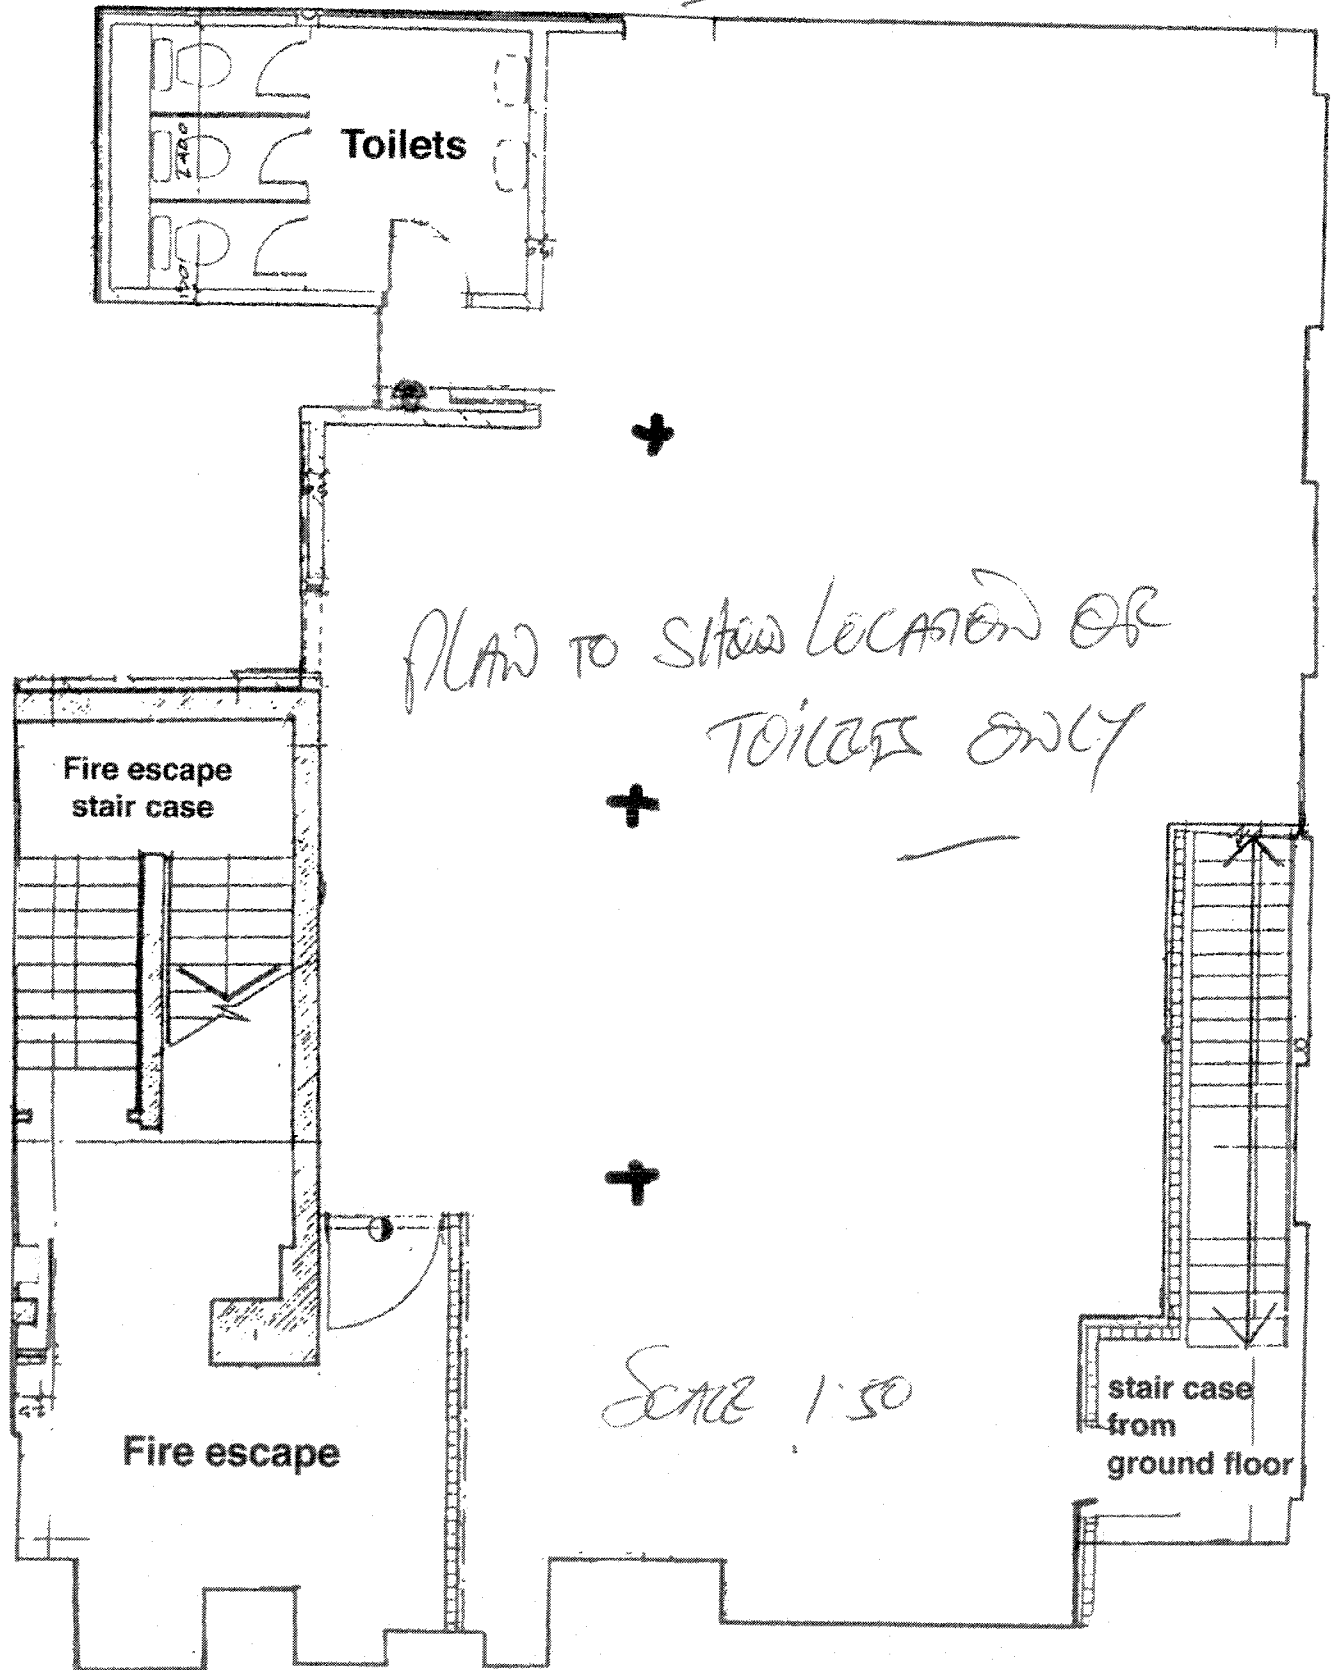 Toilets
2400
PLAN TO SHOW LOCATION OF
TOILETS ONLY
Fire escape
stair case
SCALE 1:50
stair case
from
ground floor
Fire escape